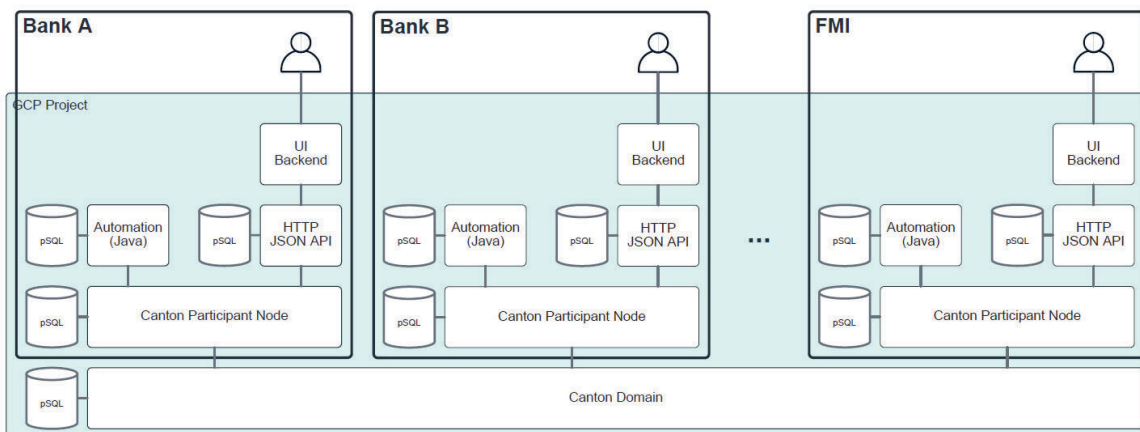 Bank A
Bank B
FMI
GCP Project
UI
Backend
UI
Backend
UI
Backend
pSQL
Automation
(Java)
pSQL
HTTP
JSON API
pSQL
Automation
(Java)
pSQL
HTTP
JSON API
...
pSQL
Automation
(Java)
pSQL
HTTP
JSON API
pSQL
Canton Participant Node
pSQL
Canton Participant Node
pSQL
Canton Participant Node
pSQL
Canton Domain